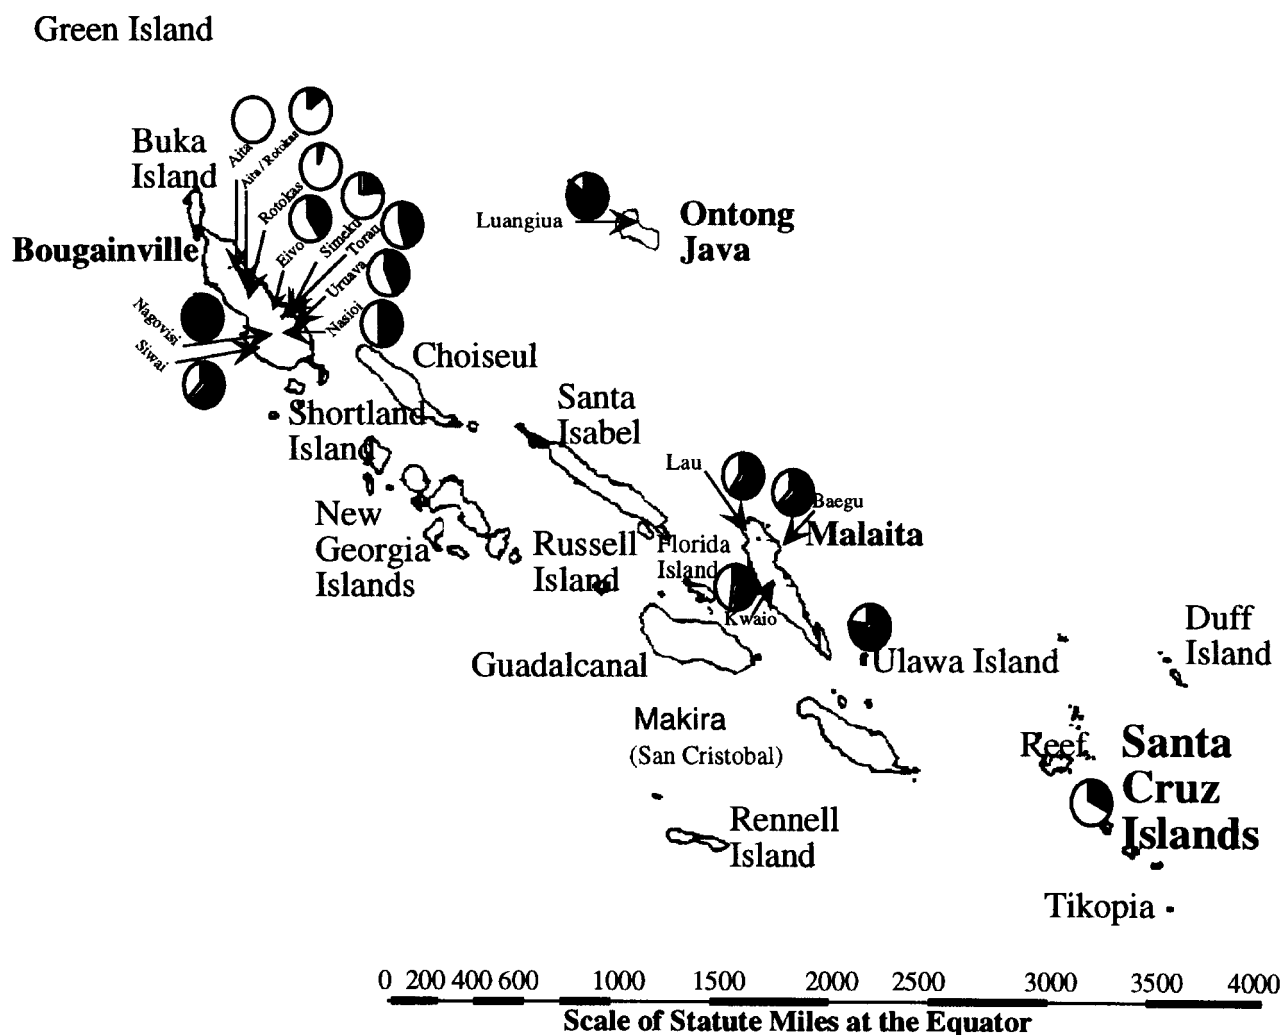 Green Island
Buka
Island
Aita
Aita / Rotokas
Rotokas
Eivo
Simeku
Toran
Uruava
Nasioi
Bougainville
Nagovisi
Siwai
Luangiua
Ontong
Java
Choiseul
Shortland
Island
Santa
Isabel
New
Georgia
Islands
Russell
Island
Florida
Island
Lau
Baegu
Malaita
Kwaio
Guadalcanal
Ulawa Island
Duff
Island
Makira
(San Cristobal)
Reef
Santa
Cruz
Islands
Rennell
Island
Tikopia
0 200 400 600 1000 1500 2000 2500 3000 3500 4000
Scale of Statute Miles at the Equator